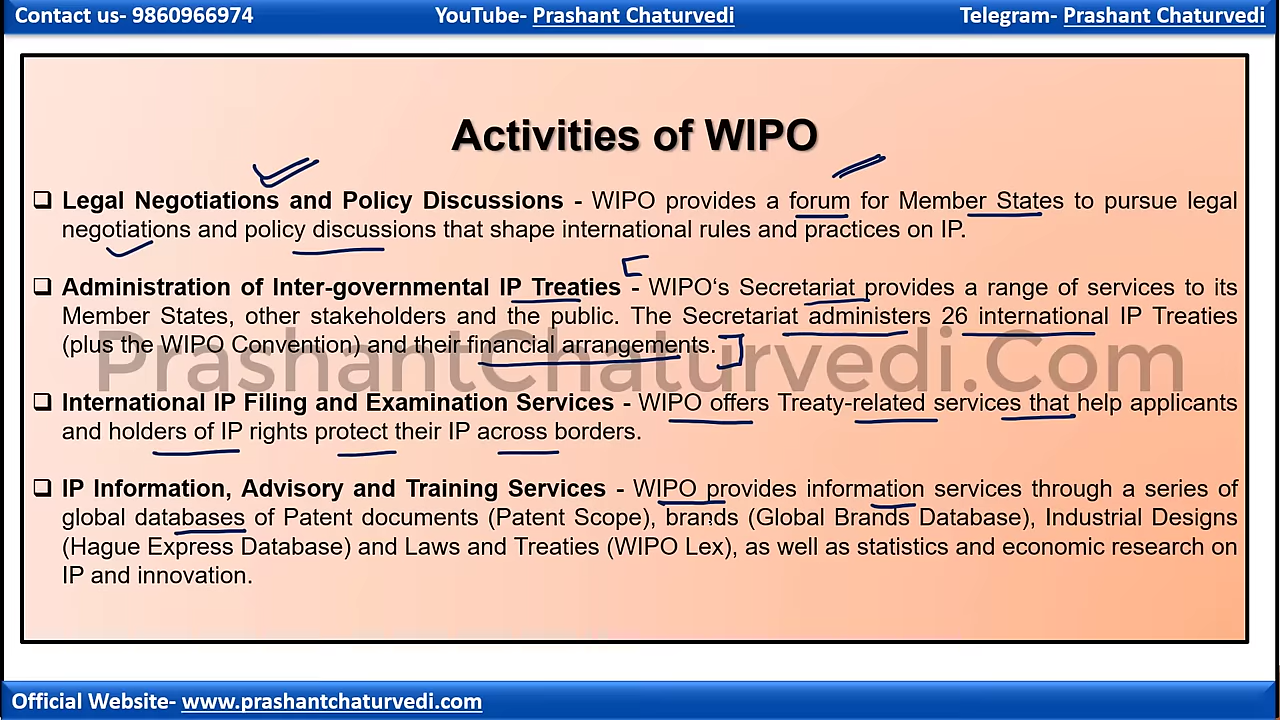 Contact us- 9860966974 YouTube- Prashant Chaturvedi Telegram- Prashant Chaturvedi
Activities of WIPO
❑ Legal Negotiations and Policy Discussions - WIPO provides a forum for Member States to pursue legal
negotiations and policy discussions that shape international rules and practices on IP.
❑ Administration of Inter-governmental IP Treaties - WIPO‘s Secretariat provides a range of services to its
Member States, other stakeholders and the public. The Secretariat administers 26 international IP Treaties
(plus the WIPO Convention) and their financial arrangements.
PrashantChaturvedi.Com
❑ International IP Filing and Examination Services - WIPO offers Treaty-related services that help applicants
and holders of IP rights protect their IP across borders.
❑ IP Information, Advisory and Training Services - WIPO provides information services through a series of
global databases of Patent documents (Patent Scope), brands (Global Brands Database), Industrial Designs
(Hague Express Database) and Laws and Treaties (WIPO Lex), as well as statistics and economic research on
IP and innovation.
Official Website- www.prashantchaturvedi.com